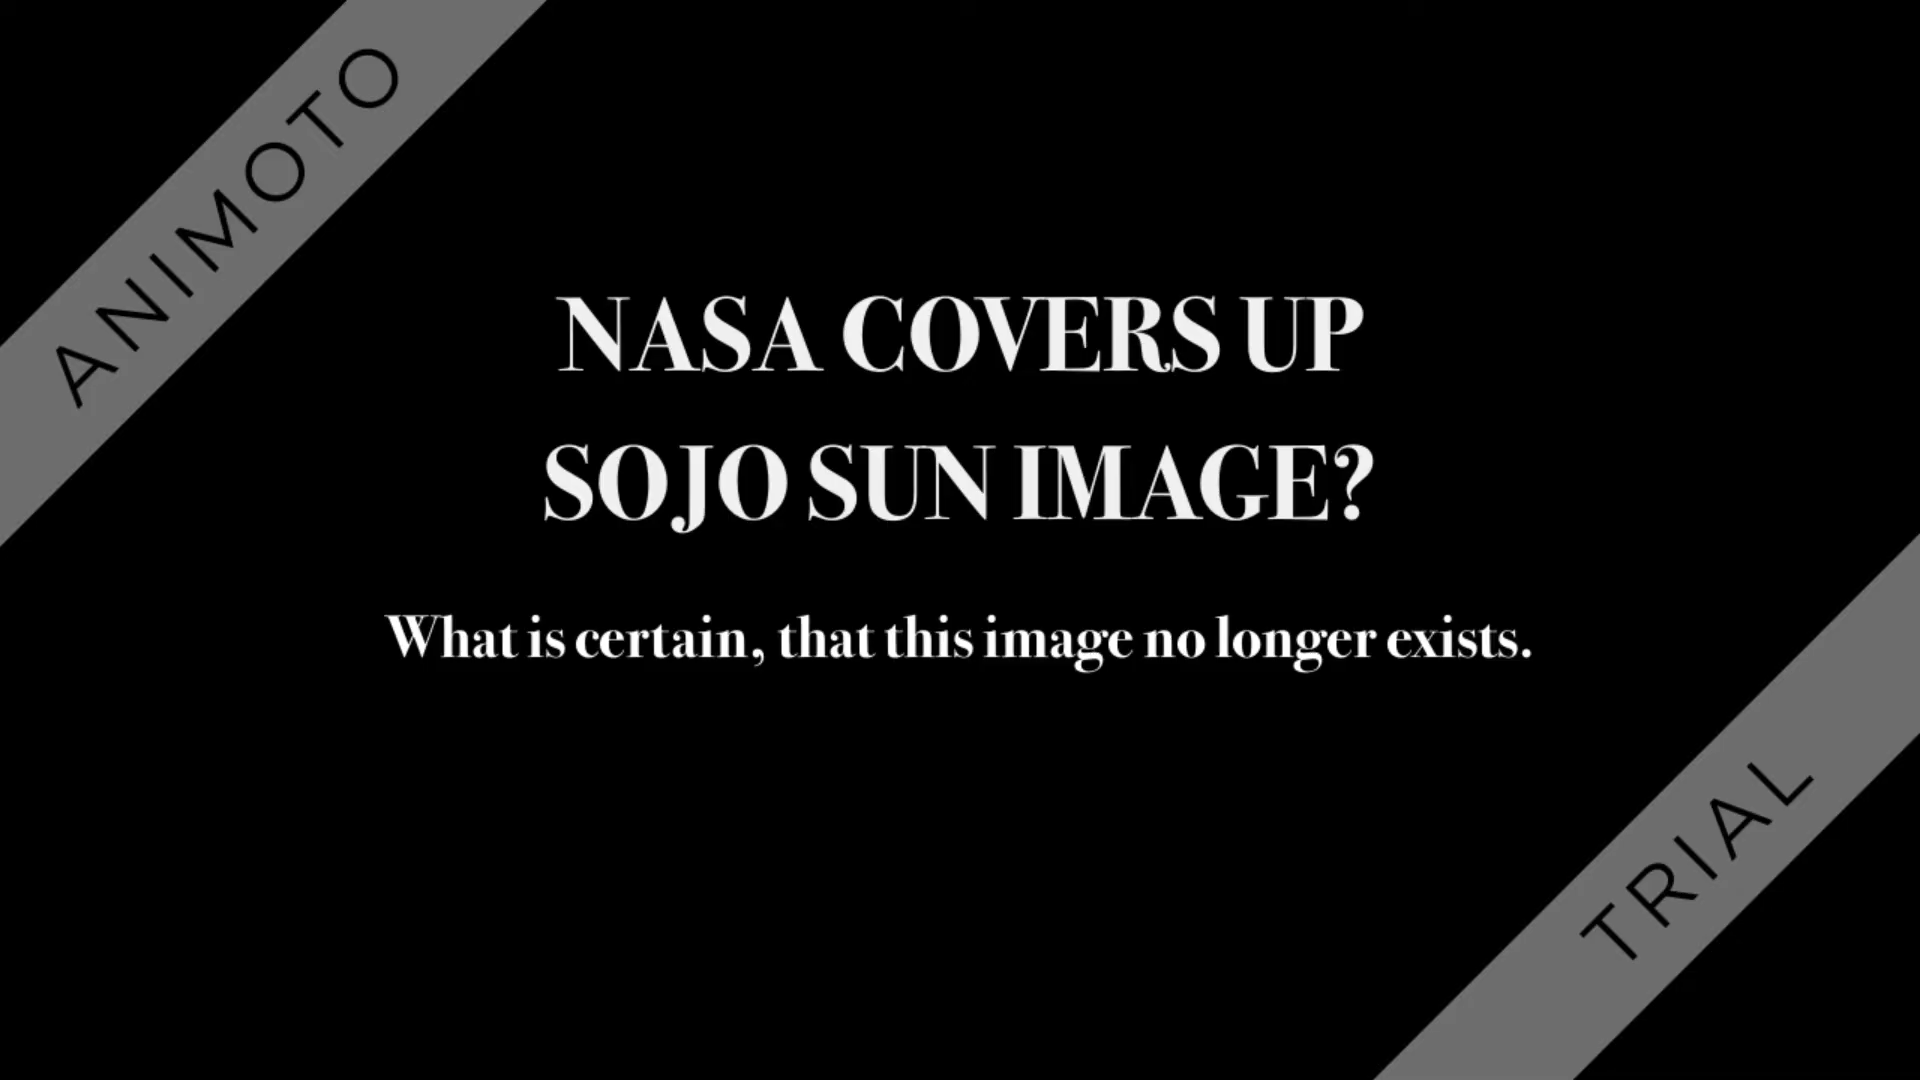 ANIMOTO
NASA COVERS UP
SOJO SUN IMAGE?
What is certain, that this image no longer exists.
TRIAL